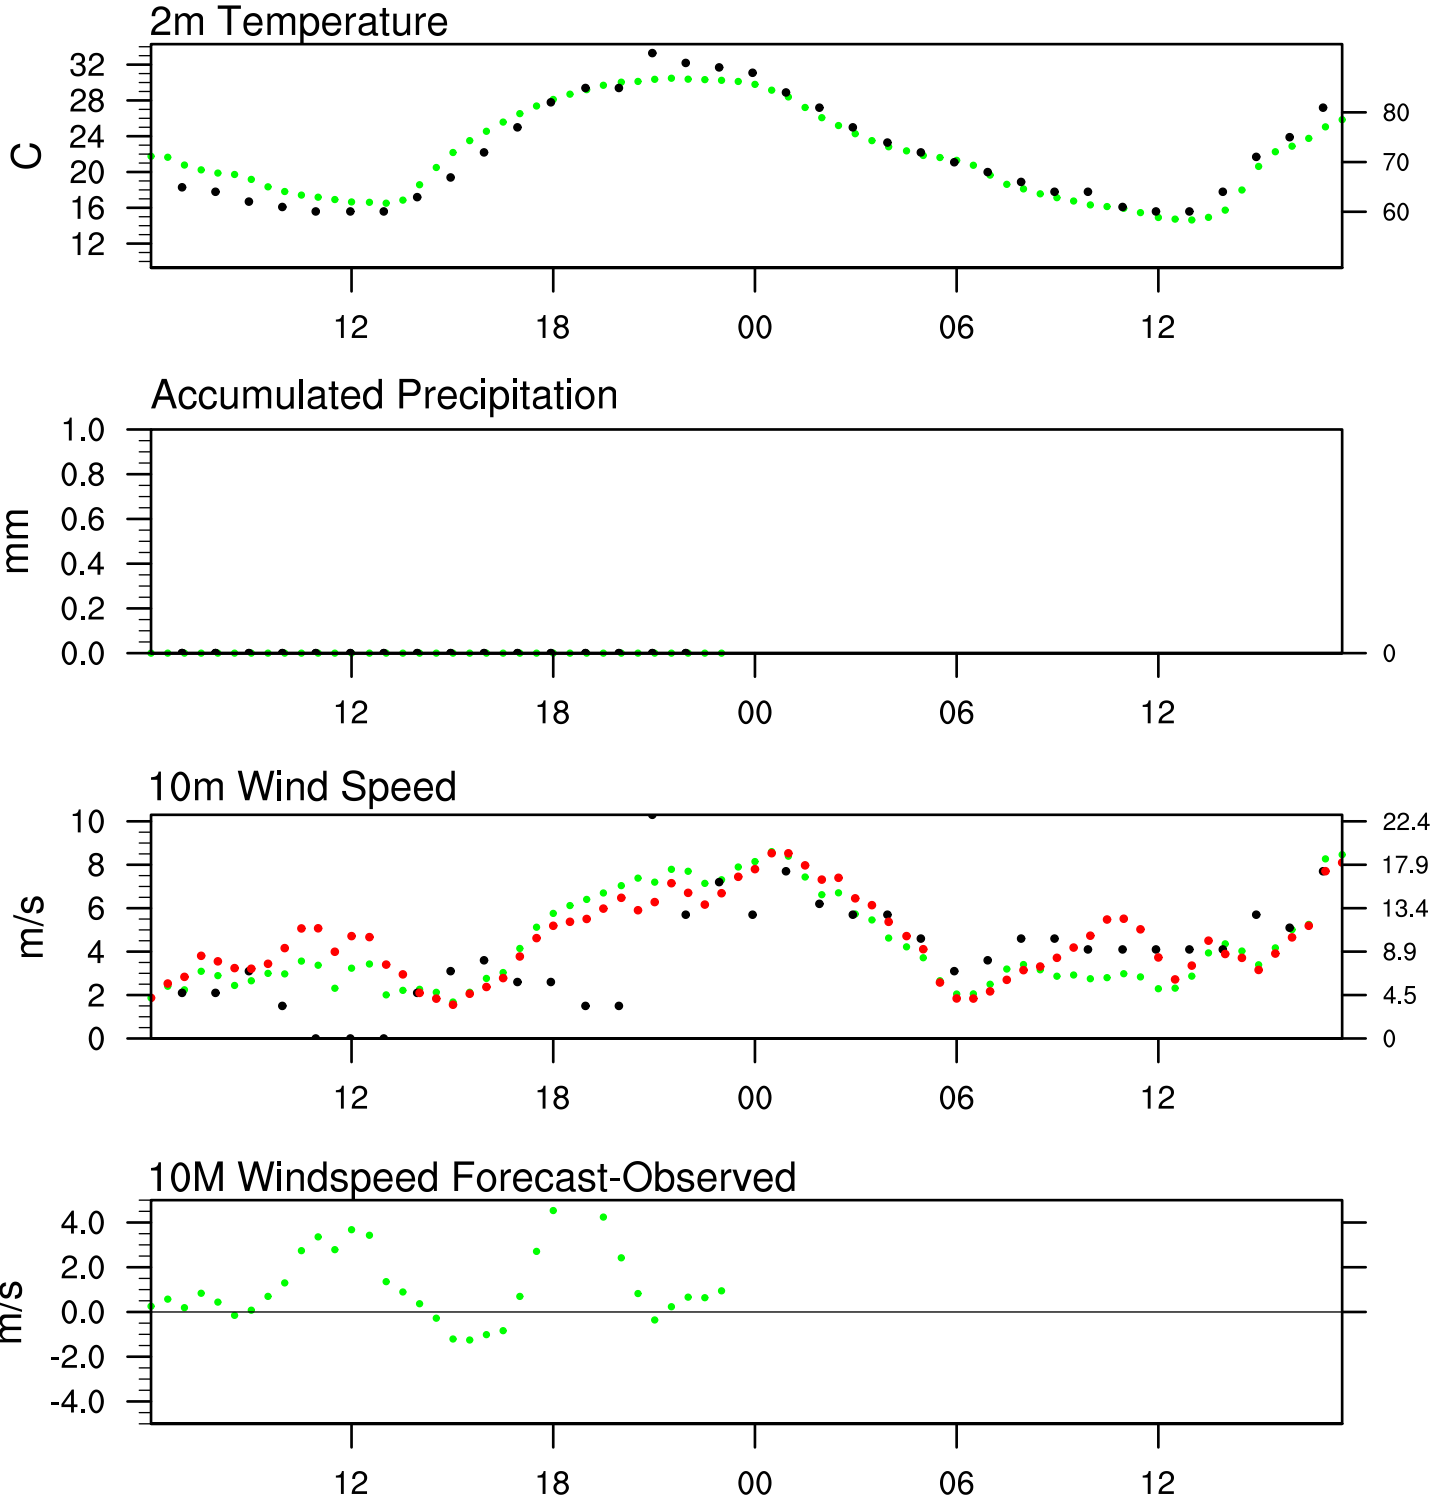 2m Temperature
32
28
24
20
16
12
C
80
70
60
12 18 00 06 12
Accumulated Precipitation
1.0
0.8
0.6
0.4
0.2
0.0
mm
0
12 18 00 06 12
10m Wind Speed
10
8
6
4
2
0
m/s
22.4
17.9
13.4
8.9
4.5
0
12 18 00 06 12
10M Windspeed Forecast-Observed
4.0
2.0
0.0
-2.0
-4.0
m/s
12 18 00 06 12